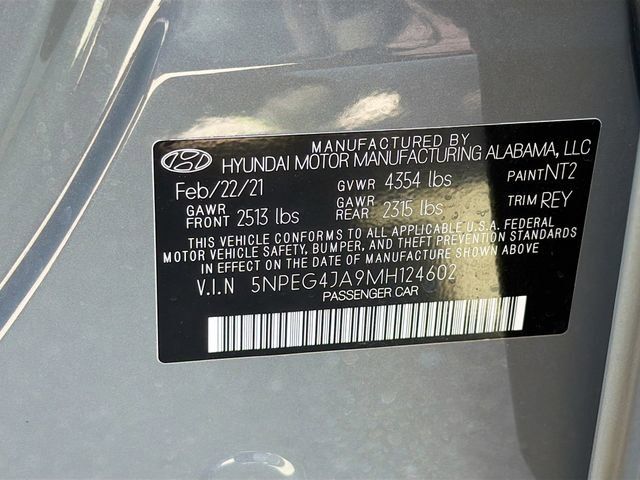 MANUFACTURED BY
HYUNDAI MOTOR MANUFACTURING ALABAMA, LLC
Feb/22/21 GVWR 4354 lbs PAINT NT2
GAWR FRONT 2513 lbs GAWR REAR 2315 lbs TRIM REY
THIS VEHICLE CONFORMS TO ALL APPLICABLE U.S.A. FEDERAL
MOTOR VEHICLE SAFETY, BUMPER, AND THEFT PREVENTION STANDARDS
IN EFFECT ON THE DATE OF MANUFACTURE SHOWN ABOVE
V.I.N 5NPEG4JA9MH124602
PASSENGER CAR